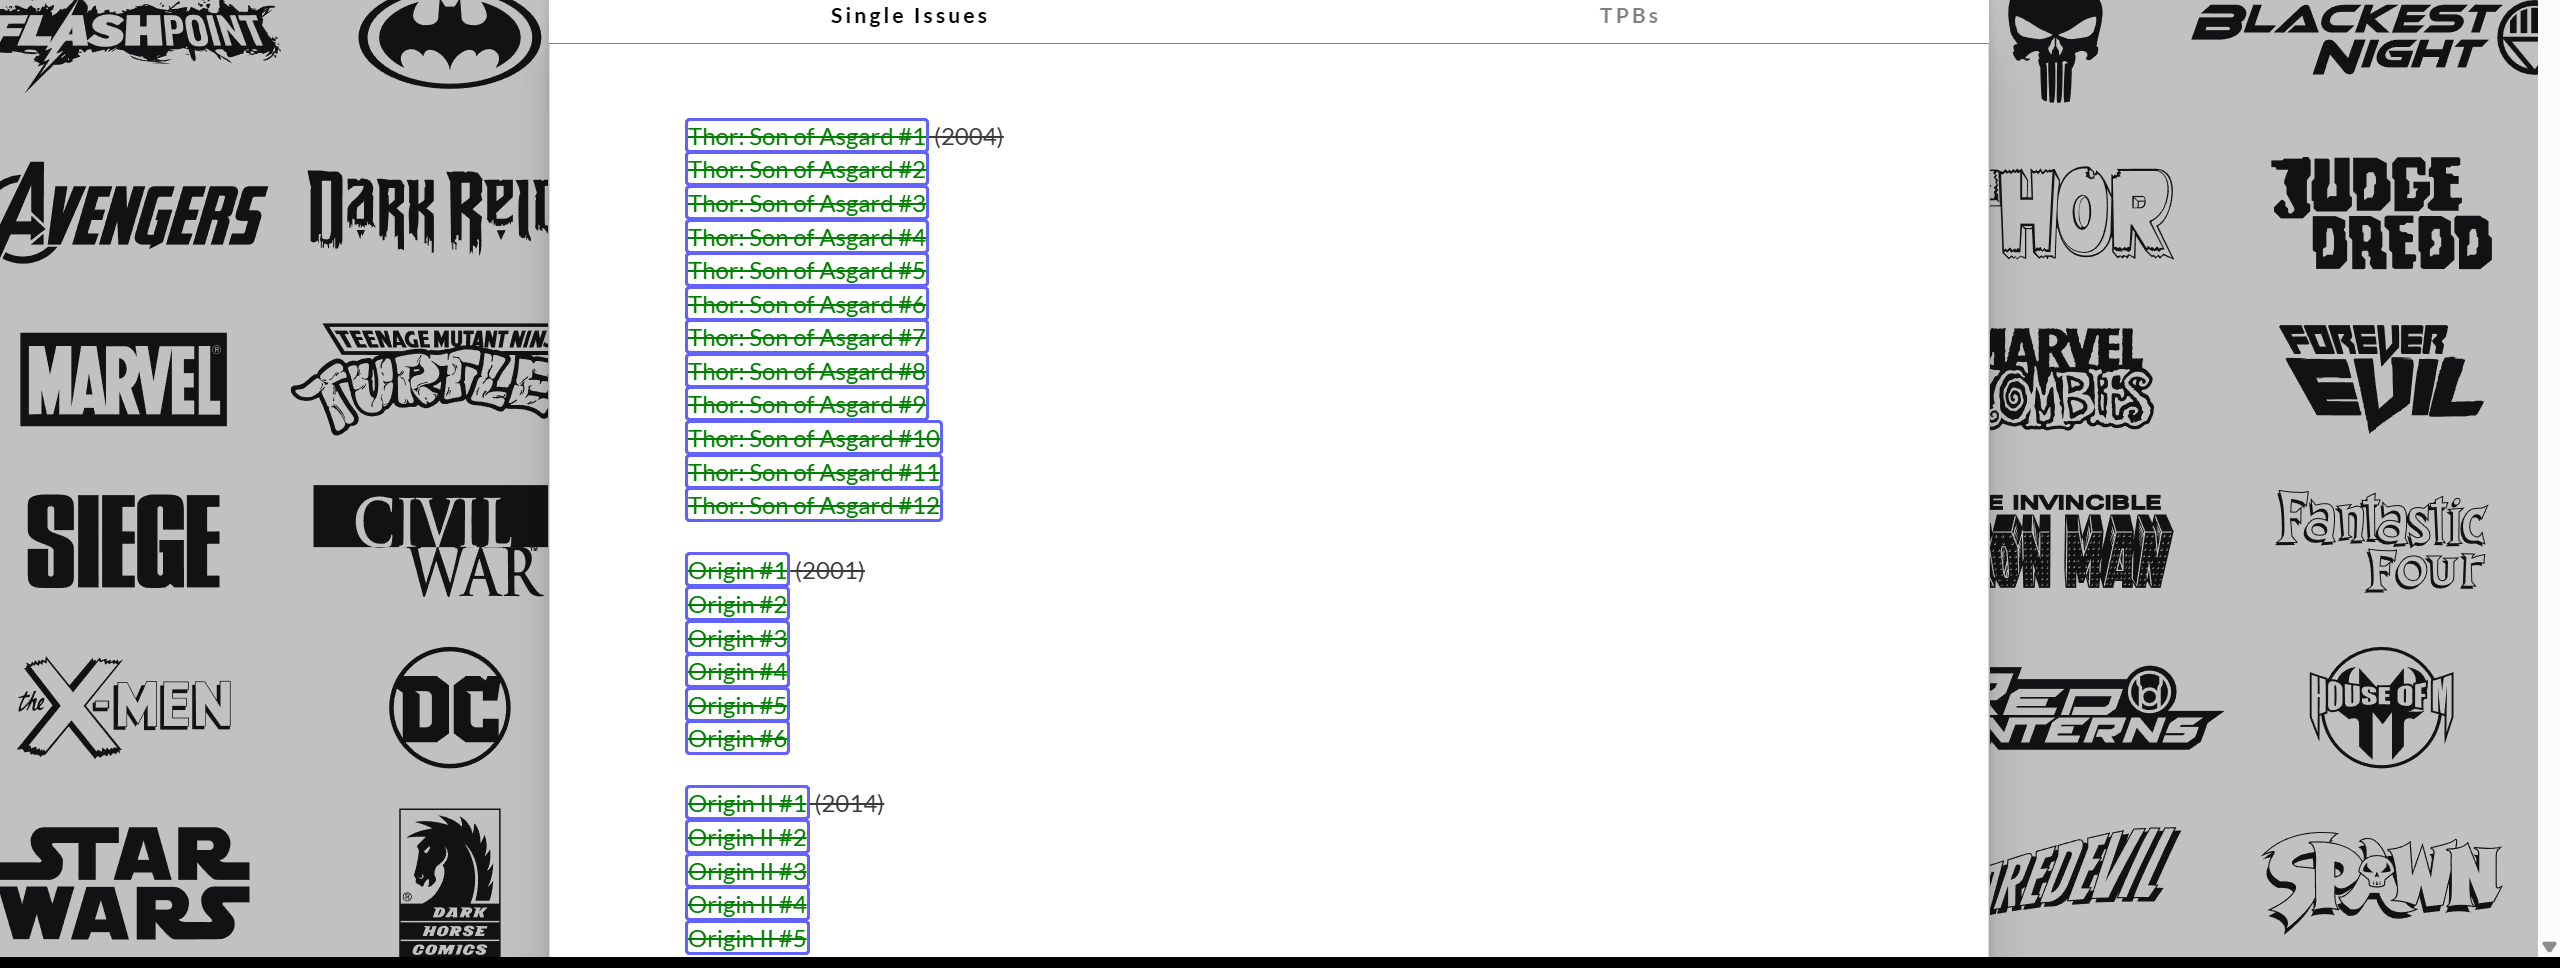 Single Issues
TPBs
Thor: Son of Asgard #1 (2004)
Thor: Son of Asgard #2
Thor: Son of Asgard #3
Thor: Son of Asgard #4
Thor: Son of Asgard #5
Thor: Son of Asgard #6
Thor: Son of Asgard #7
Thor: Son of Asgard #8
Thor: Son of Asgard #9
Thor: Son of Asgard #10
Thor: Son of Asgard #11
Thor: Son of Asgard #12
Origin #1 (2001)
Origin #2
Origin #3
Origin #4
Origin #5
Origin #6
Origin II #1 (2014)
Origin II #2
Origin II #3
Origin II #4
Origin II #5
FLASHPOINT
AVENGERS
DARK REI
MARVEL®
TEENAGE MUTANT NIN
TURTLE
SIEGE
CIVIL
WAR™
the X-MEN
DC
STAR
WARS
®
DARK
HORSE
COMICS
BLACKEST
NIGHT
HOR
JUDGE
DREDD
MARVEL
OMBIES
FOREVER
EVIL
E INVINCIBLE
ON MAN
Fantastic
Four
RED
NTERNS
HOUSE OF M
AREDEVIL
SPAWN